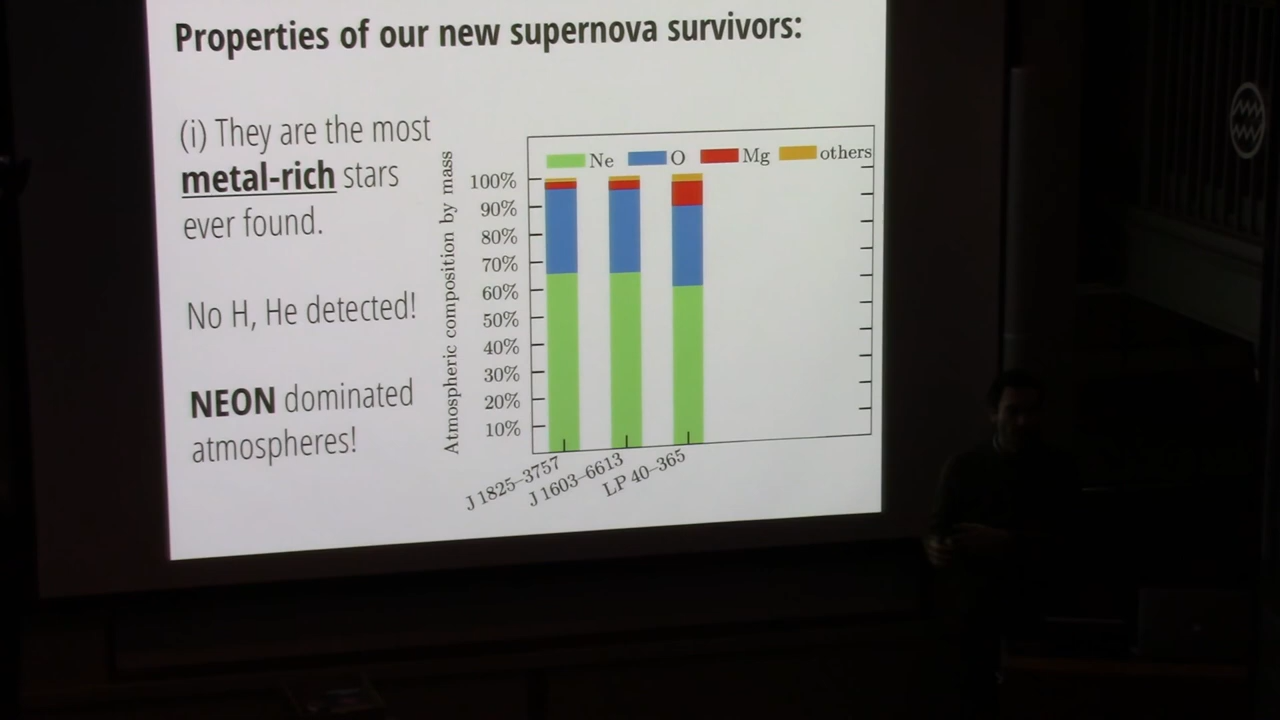 Properties of our new supernova survivors:
(i) They are the most
metal-rich stars
ever found.
No H, He detected!
NEON dominated
atmospheres!
Ne O Mg others
Atmospheric composition by mass
100%
90%
80%
70%
60%
50%
40%
30%
20%
10%
J 1825–3757
J 1603–6613
LP 40–365